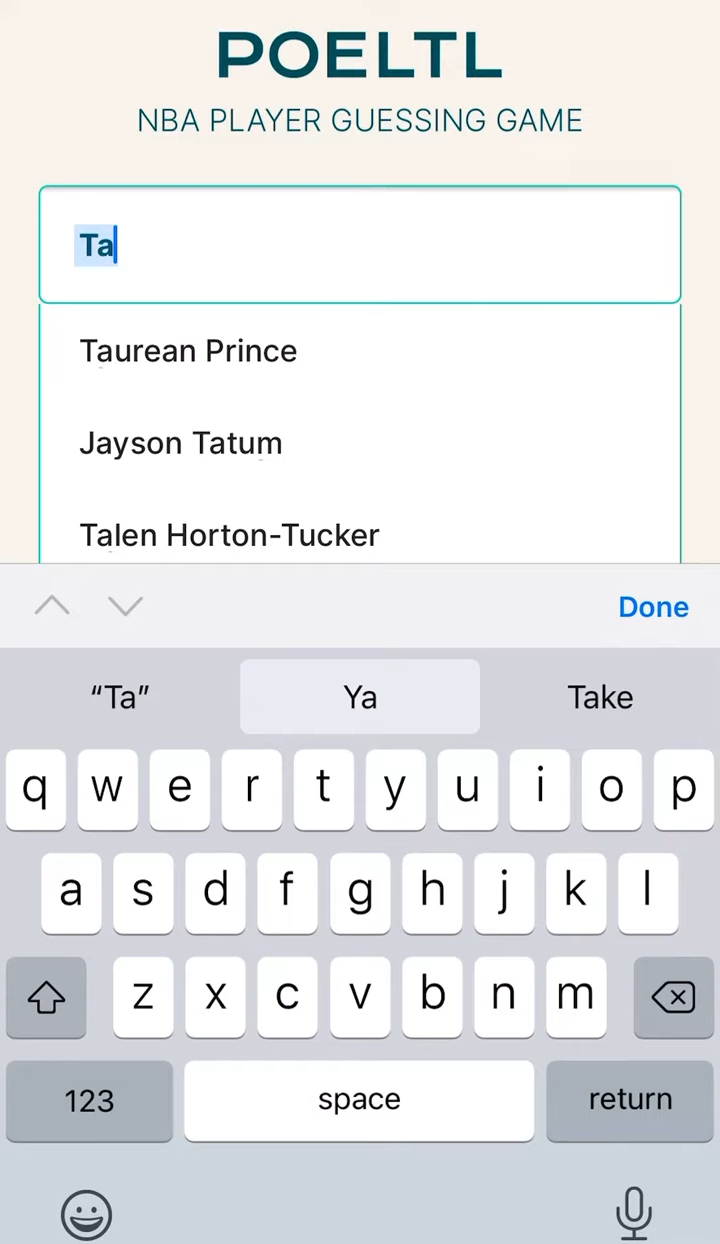 POELTL
NBA PLAYER GUESSING GAME
Ta
Taurean Prince
Jayson Tatum
Talen Horton-Tucker
Done
“Ta” Ya Take
q w e r t y u i o p
a s d f g h j k l
z x c v b n m
123 space return